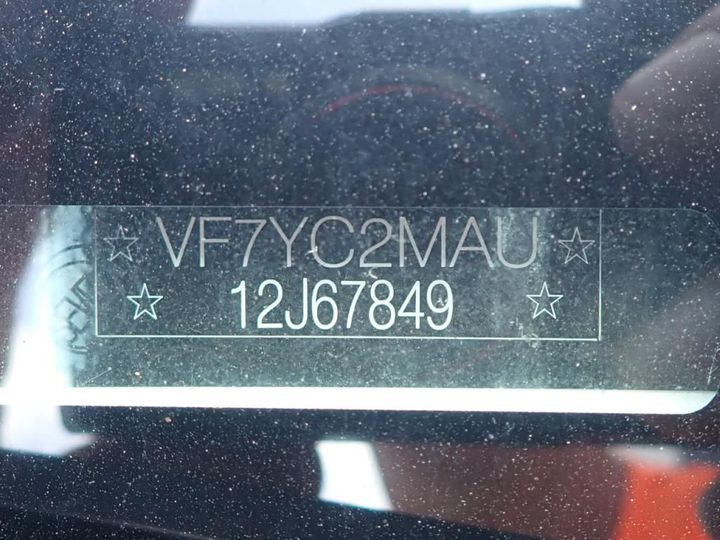 ☆ VF7YC2MAU ☆
☆ 12J67849 ☆